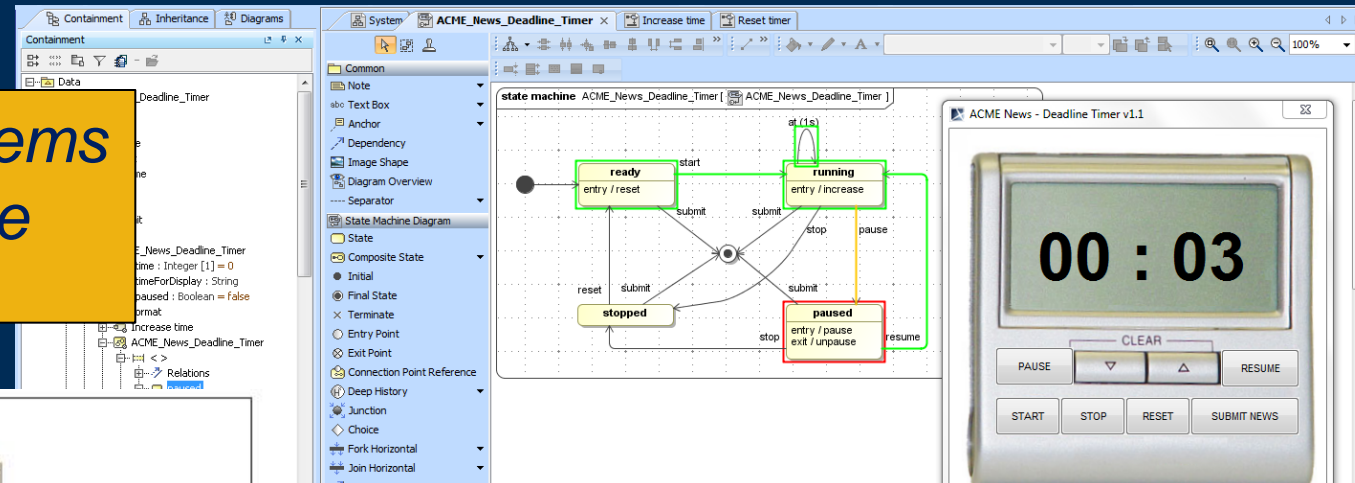 Containment Inheritance Diagrams
Containment
Data
_Deadline_Timer
ems
e
E_News_Deadline_Timer
time : Integer [1] = 0
timeForDisplay : String
paused : Boolean = false
ormat
Increase time
ACME_News_Deadline_Timer
< >
Relations
paused
System ACME_News_Deadline_Timer Increase time Reset timer
100%
Common
Note
Text Box
Anchor
Dependency
Image Shape
Diagram Overview
Separator
State Machine Diagram
State
Composite State
Initial
Final State
Terminate
Entry Point
Exit Point
Connection Point Reference
Deep History
Junction
Choice
Fork Horizontal
Join Horizontal
state machine ACME_News_Deadline_Timer [ ACME_News_Deadline_Timer ]
at (1s)
ready
entry / reset
start
running
entry / increase
submit
submit
stop
pause
reset
submit
submit
stopped
stop
paused
entry / pause
exit / unpause
resume
ACME News - Deadline Timer v1.1
00 : 03
CLEAR
PAUSE
RESUME
START STOP RESET SUBMIT NEWS